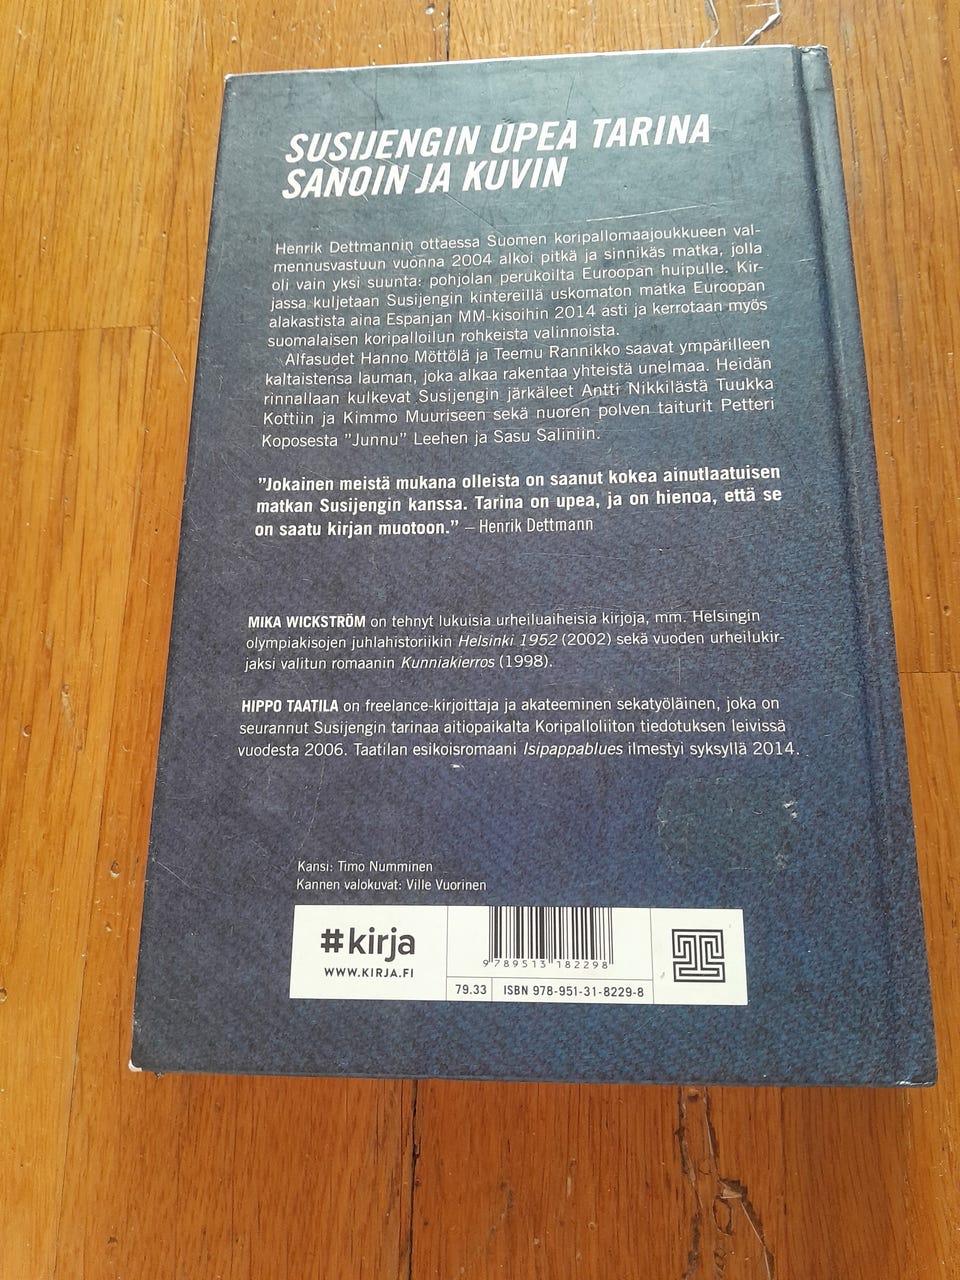 SUSIJENGIN UPEA TARINA
SANOIN JA KUVIN
Henrik Dettmannin ottaessa Suomen koripallomaajoukkueen val-
mennusvastuun vuonna 2004 alkoi pitkä ja sinnikäs matka, jolla
oli vain yksi suunta: pohjolan perukoilta Euroopan huipulle. Kir-
jassa kuljetaan Susijengin kintereillä uskomaton matka Euroopan
alakastista aina Espanjan MM-kisoihin 2014 asti ja kerrotaan myös
suomalaisen koripalloilun rohkeista valinnoista.
Alfasudet Hanno Möttölä ja Teemu Rannikko saavat ympärilleen
kaltaistensa lauman, joka alkaa rakentaa yhteistä unelmaa. Heidän
rinnallaan kulkevat Susijengin järkäleet Antti Nikkilästä Tuukka
Kottiin ja Kimmo Muuriseen sekä nuoren polven taiturit Petteri
Koposesta "Junnu" Leehen ja Sasu Saliniin.
"Jokainen meistä mukana olleista on saanut kokea ainutlaatuisen
matkan Susijengin kanssa. Tarina on upea, ja on hienoa, että se
on saatu kirjan muotoon." – Henrik Dettmann
MIKA WICKSTRÖM on tehnyt lukuisia urheiluaiheisia kirjoja, mm. Helsingin
olympiakisojen juhlahistoriikin Helsinki 1952 (2002) sekä vuoden urheilukir-
jaksi valitun romaanin Kunniakierros (1998).
HIPPO TAATILA on freelance-kirjoittaja ja akateeminen sekatyöläinen, joka on
seurannut Susijengin tarinaa aitiopaikalta Koripalloliiton tiedotuksen leivissä
vuodesta 2006. Taatilan esikoisromaani Isipappablues ilmestyi syksyllä 2014.
Kansi: Timo Numminen
Kannen valokuvat: Ville Vuorinen
#kirja
WWW.KIRJA.FI
9 789513 182298
79.33 ISBN 978-951-31-8229-8